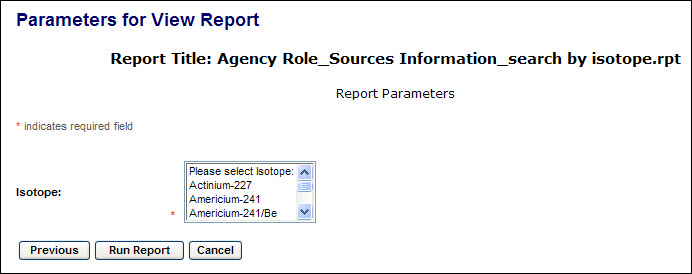 Parameters for View Report
Report Title: Agency Role_Sources Information_search by isotope.rpt
Report Parameters
* indicates required field
Please select Isotope:
Actinium-227
Isotope:
Americium-241
* Americium-241/Be
Previous Run Report Cancel